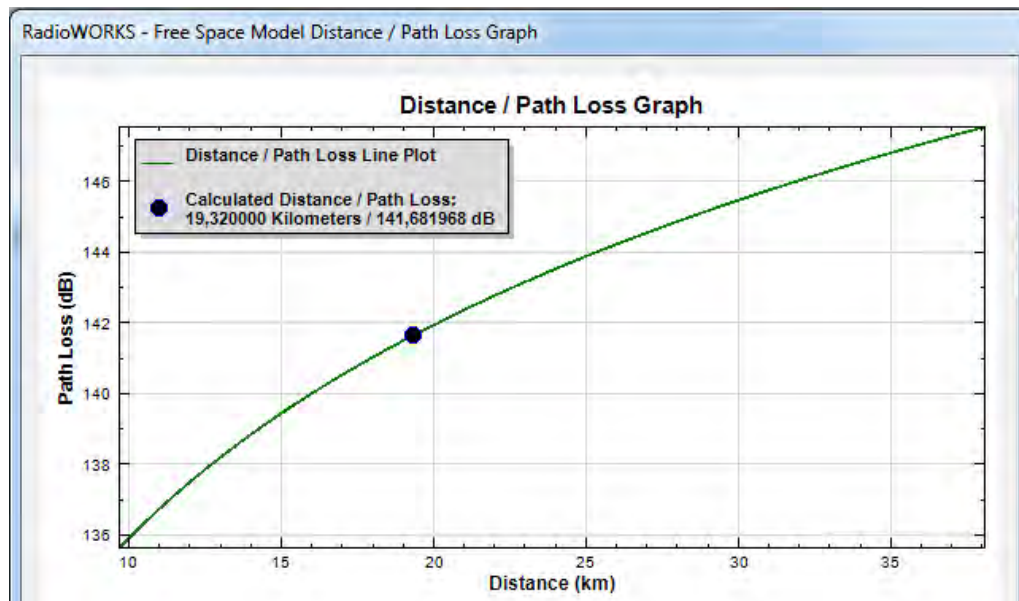 RadioWORKS - Free Space Model Distance / Path Loss Graph
Distance / Path Loss Graph
Distance / Path Loss Line Plot
Calculated Distance / Path Loss:
19,320000 Kilometers / 141,681968 dB
Path Loss (dB)
146
144
142
140
138
136
10 15 20 25 30 35
Distance (km)